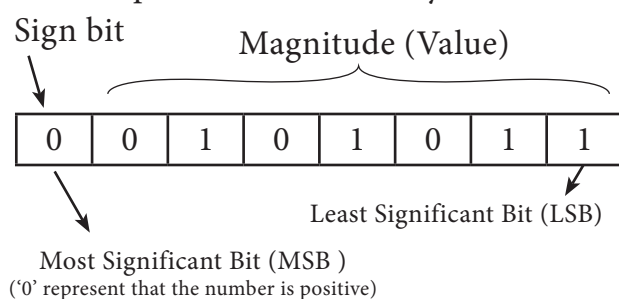 Sign bit
Magnitude (Value)
0 0 1 0 1 0 1 1
Least Significant Bit (LSB)
Most Significant Bit (MSB )
(‘0’ represent that the number is positive)